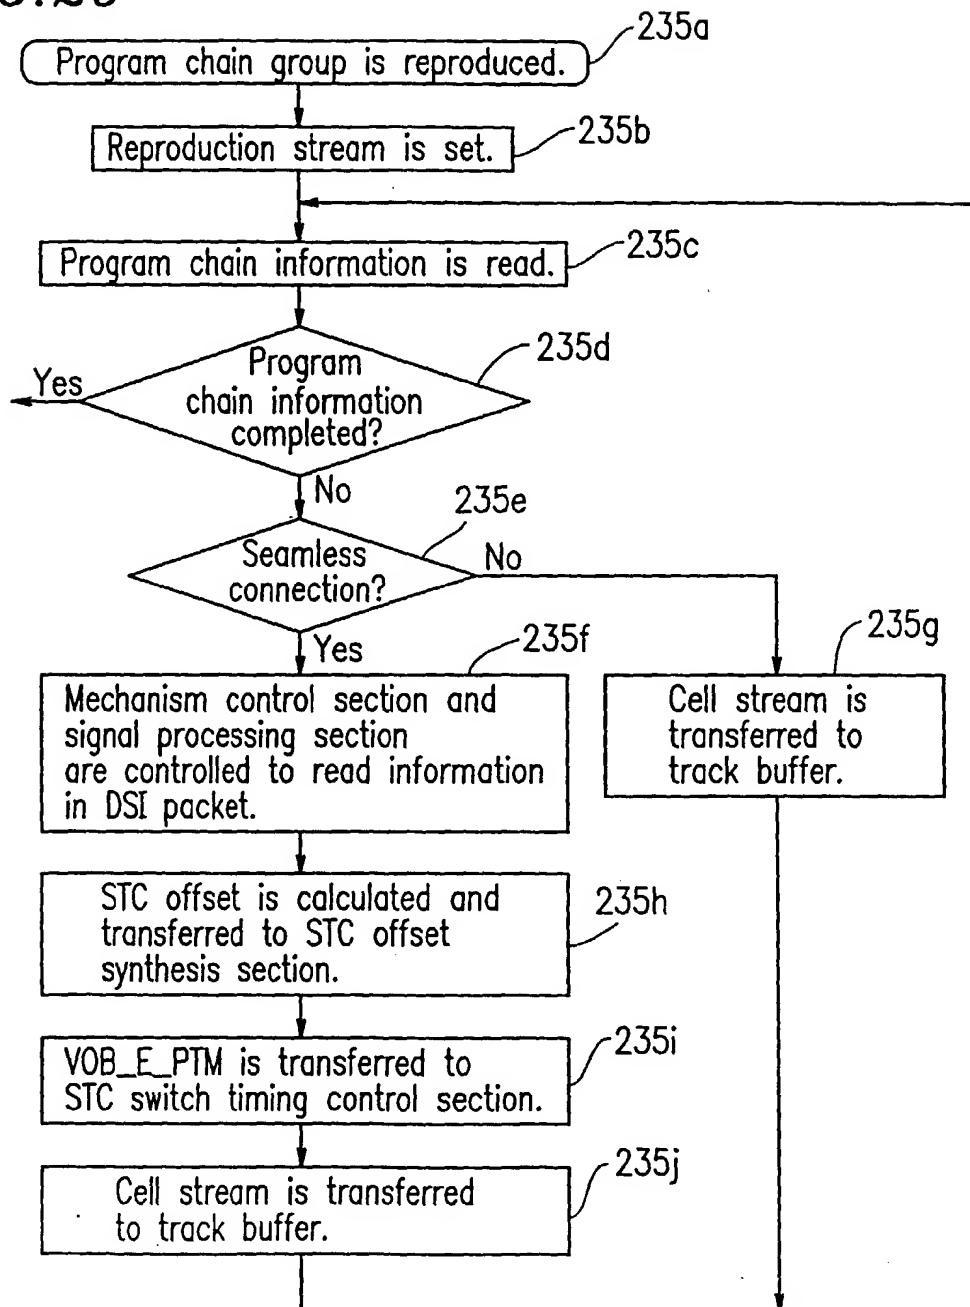 235a
Program chain group is reproduced.
235b
Reproduction stream is set.
235c
Program chain information is read.
235d
Program
chain information
completed?
Yes
No
235e
Seamless
connection?
No
Yes
235f
Mechanism control section and
signal processing section
are controlled to read information
in DSI packet.
235g
Cell stream is
transferred to
track buffer.
STC offset is calculated and
transferred to STC offset
synthesis section.
235h
235i
VOB_E_PTM is transferred to
STC switch timing control section.
235j
Cell stream is transferred
to track buffer.